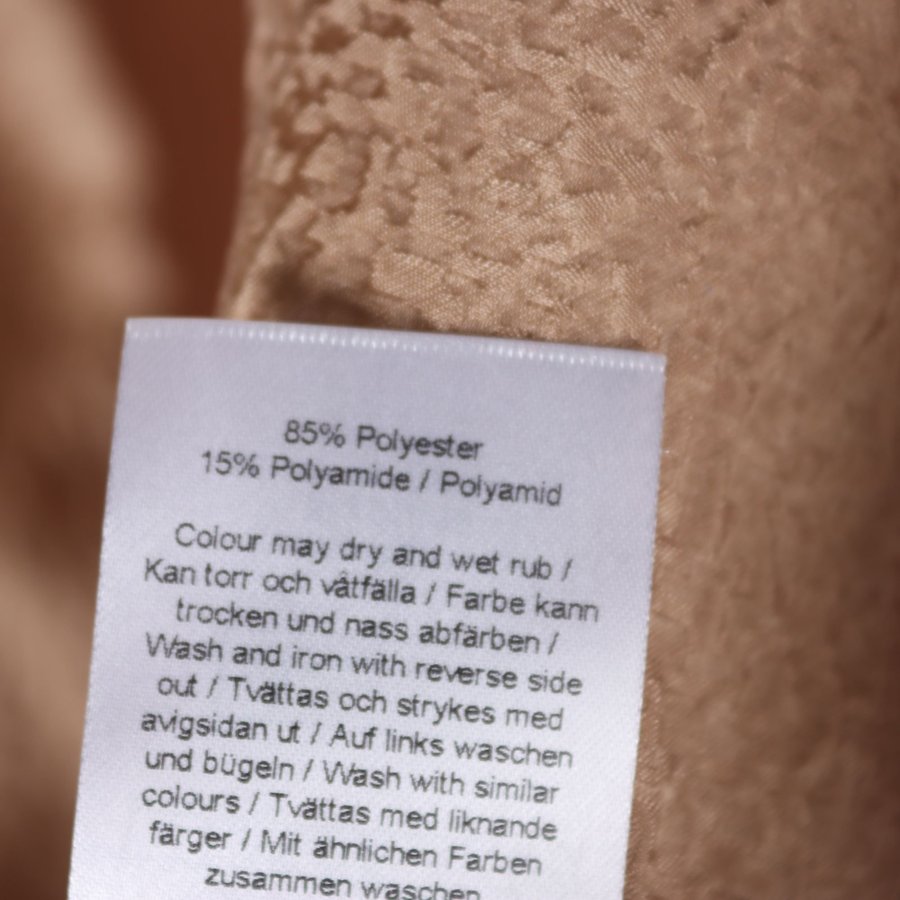 85% Polyester
15% Polyamide / Polyamid
Colour may dry and wet rub /
Kan torr och våtfälla / Farbe kann
trocken und nass abfärben /
Wash and iron with reverse side
out / Tvättas och strykes med
avigsidan ut / Auf links waschen
und bügeln / Wash with similar
colours / Tvättas med liknande
färger / Mit ähnlichen Farben
zusammen waschen